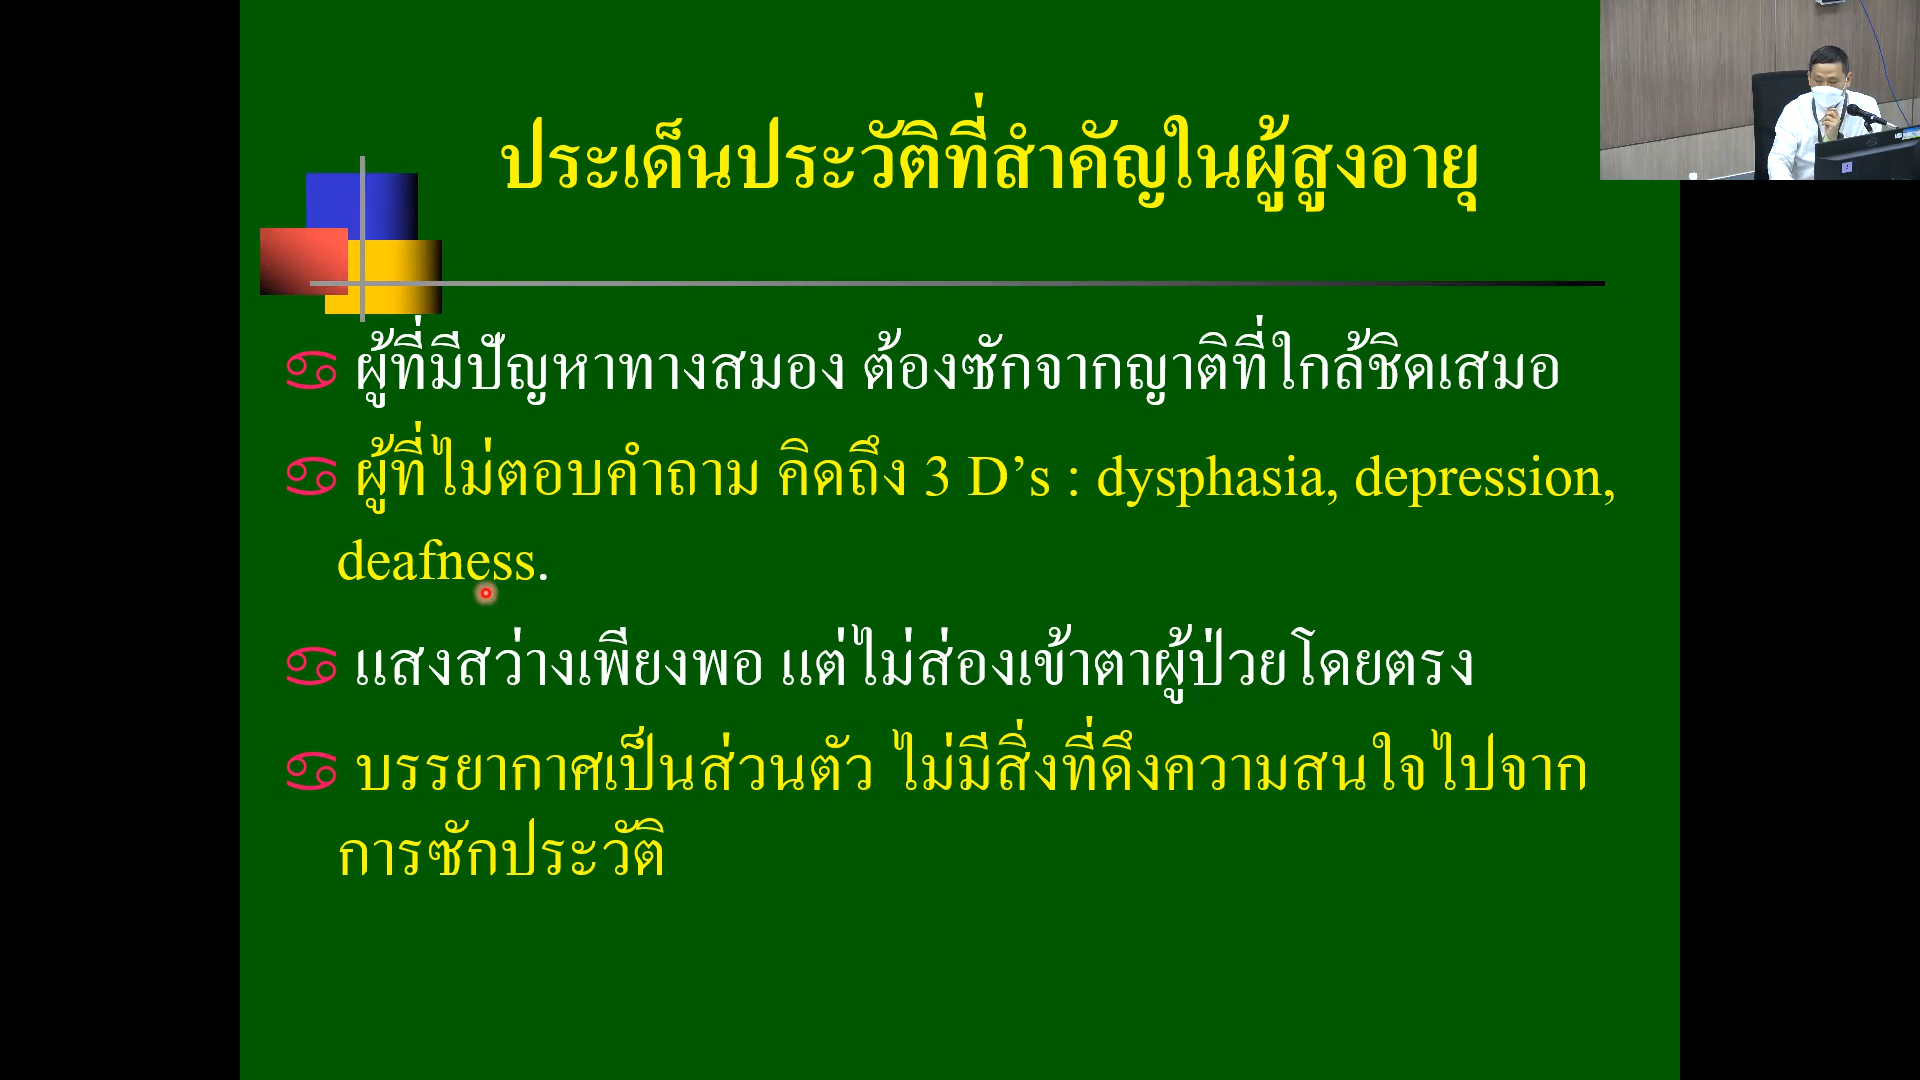 ประเด็นประวัติที่สำคัญในผู้สูงอายุ
ผู้ที่มีปัญหาทางสมอง ต้องซักจากญาติที่ใกล้ชิดเสมอ
ผู้ที่ไม่ตอบคำถาม คิดถึง 3 D’s : dysphasia, depression,
deafness.
แสงสว่างเพียงพอ แต่ไม่ส่องเข้าตาผู้ป่วยโดยตรง
บรรยากาศเป็นส่วนตัว ไม่มีสิ่งที่ดึงความสนใจไปจาก
การซักประวัติ